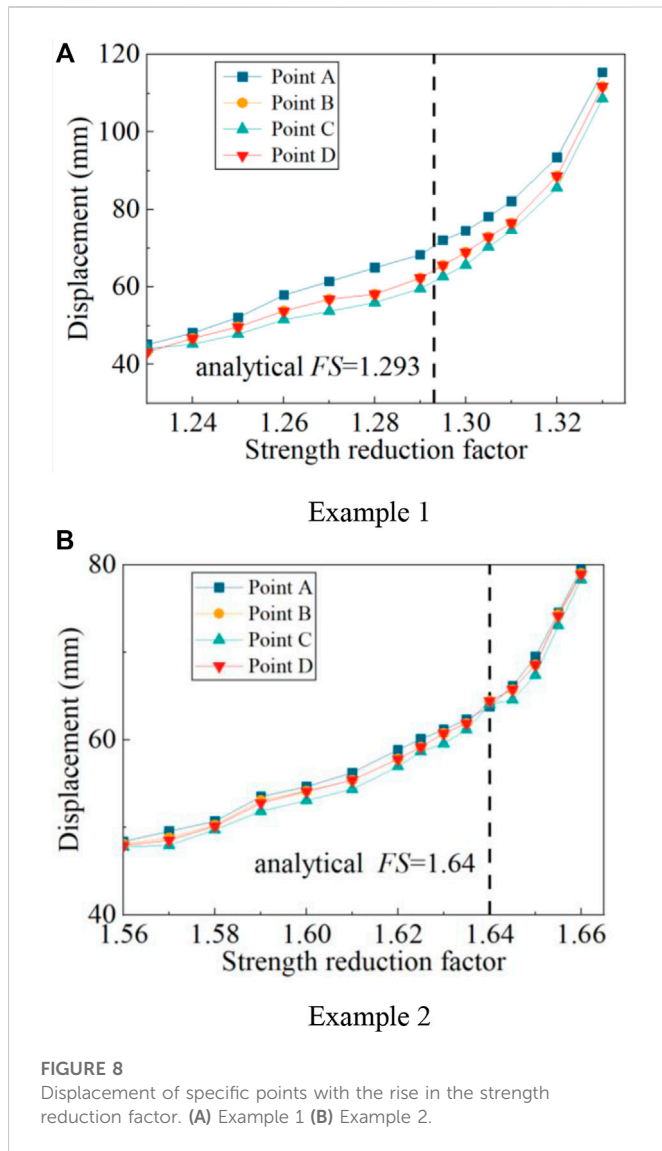 A
120
100
80
60
40
Displacement (mm)
Point A
Point B
Point C
Point D
analytical FS=1.293
1.24 1.26 1.28 1.30 1.32
Strength reduction factor
Example 1
B
80
60
40
Displacement (mm)
Point A
Point B
Point C
Point D
analytical FS=1.64
1.56 1.58 1.60 1.62 1.64 1.66
Strength reduction factor
Example 2
FIGURE 8
Displacement of specific points with the rise in the strength
reduction factor. (A) Example 1 (B) Example 2.